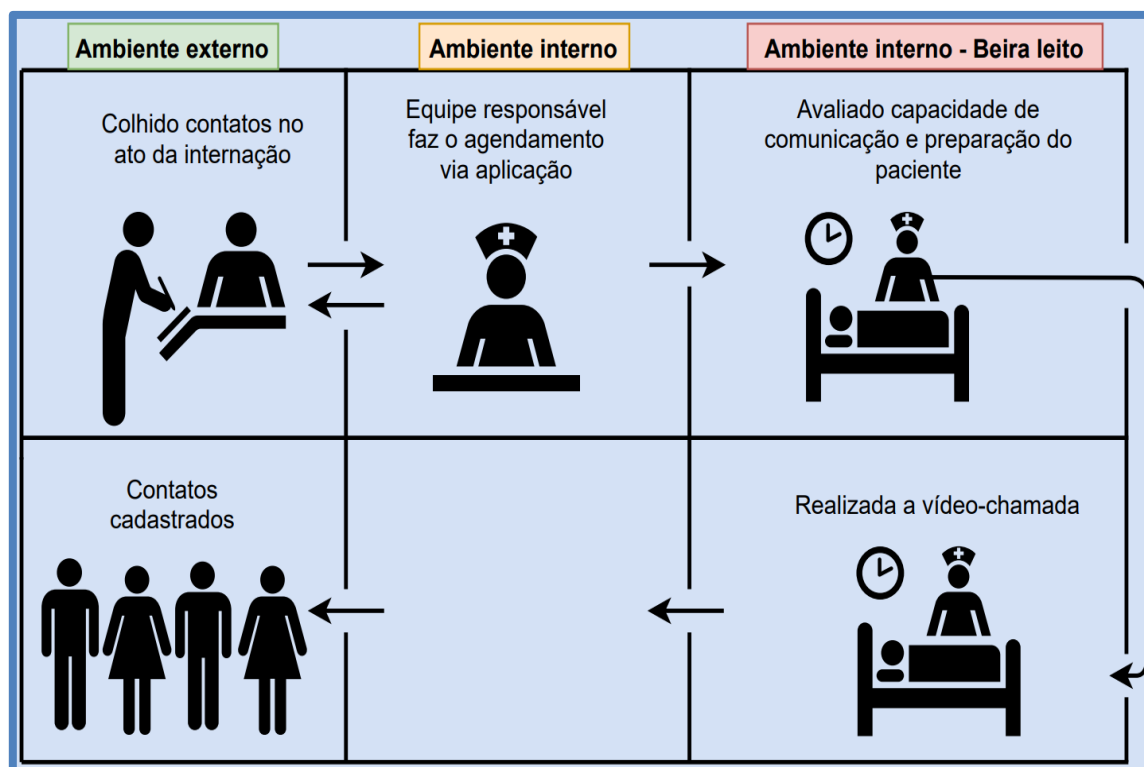 Ambiente externo
Ambiente interno
Ambiente interno - Beira leito
Colhido contatos no
ato da internação
Equipe responsável
faz o agendamento
via aplicação
Avaliado capacidade de
comunicação e preparação do
paciente
Contatos
cadastrados
Realizada a vídeo-chamada